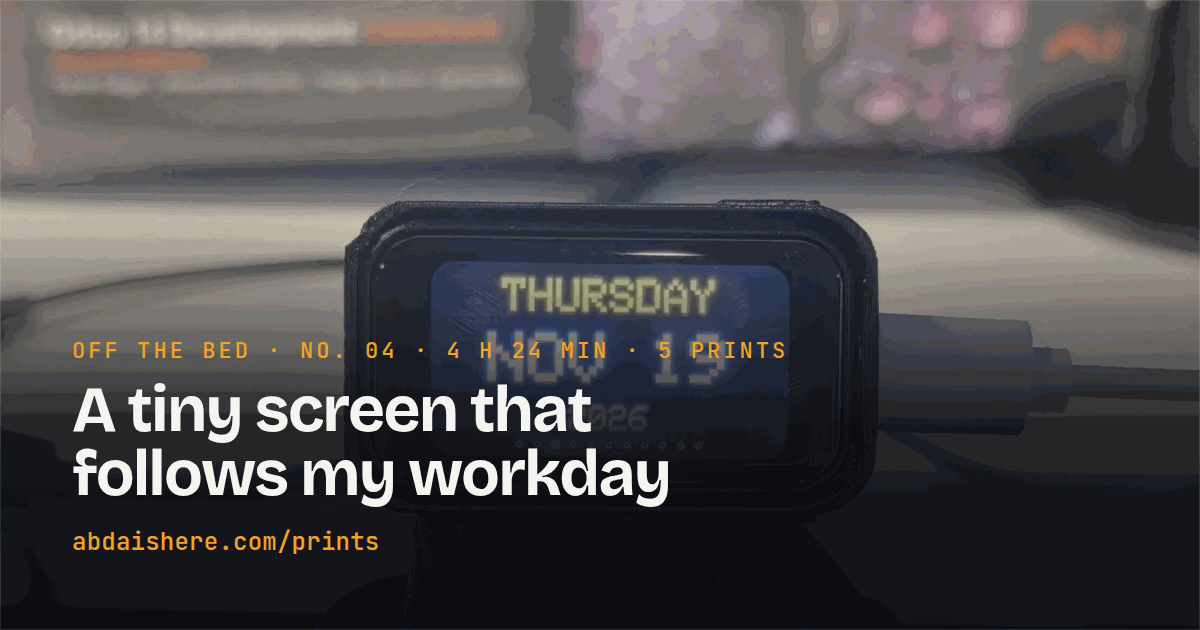 THURSDAY
NOV 19
OFF THE BED · NO. 04 · 4 H 24 MIN · 5 PRINTS
A tiny screen that
follows my workday
abdaishere.com/prints